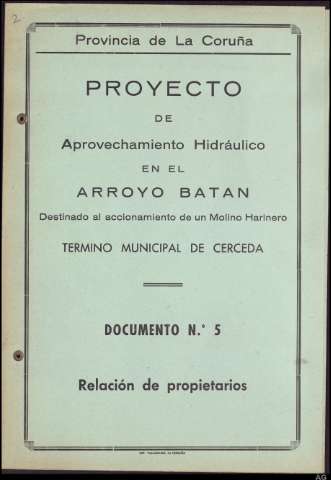 2
Provincia de La Coruña
PROYECTO
DE
Aprovechamiento Hidráulico
EN EL
ARROYO BATAN
Destinado al accionamiento de un Molino Harinero
TERMINO MUNICIPAL DE CERCEDA
DOCUMENTO N.º 5
Relación de propietarios
AG